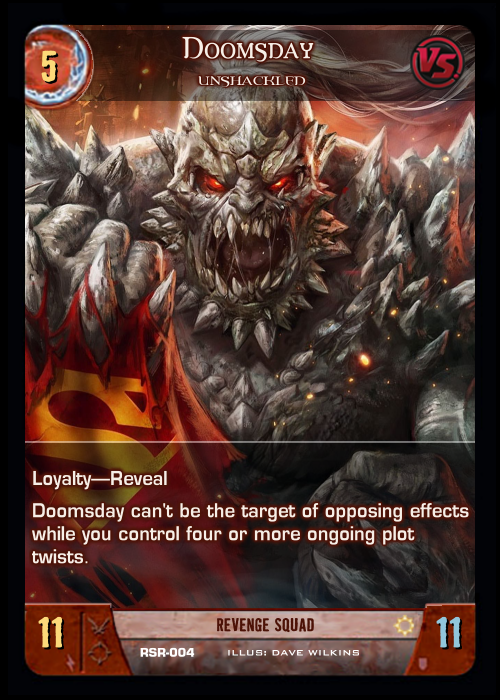 5
Doomsday
VS
UNSHACKLED
Loyalty—Reveal
Doomsday can't be the target of opposing effects
while you control four or more ongoing plot
twists.
11
REVENGE SQUAD
11
RSR-004
ILLUS: DAVE WILKINS